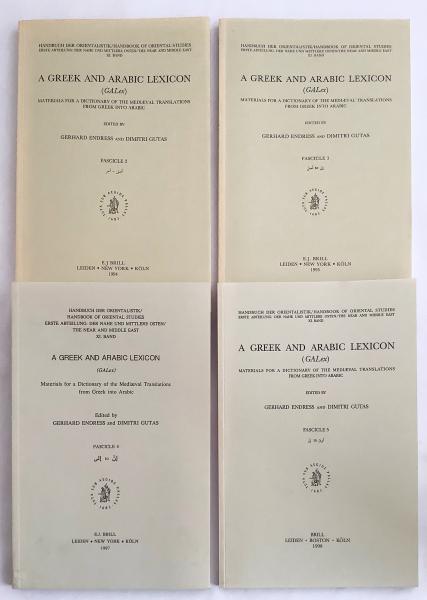 HANDBUCH DER ORIENTALISTIK/HANDBOOK OF ORIENTAL STUDIES
ERSTE ABTEILUNG. DER NAHE UND MITTLERE OSTEN/THE NEAR AND MIDDLE EAST
XI. BAND
A GREEK AND ARABIC LEXICON
(GALex)
MATERIALS FOR A DICTIONARY OF THE MEDIÆVAL TRANSLATIONS
FROM GREEK INTO ARABIC
EDITED BY
GERHARD ENDRESS AND DIMITRI GUTAS
FASCICLE 2
E.J. BRILL
LEIDEN • NEW YORK • KÖLN
1994
HANDBUCH DER ORIENTALISTIK/HANDBOOK OF ORIENTAL STUDIES
ERSTE ABTEILUNG. DER NAHE UND MITTLERE OSTEN/THE NEAR AND MIDDLE EAST
XI. BAND
A GREEK AND ARABIC LEXICON
(GALex)
MATERIALS FOR A DICTIONARY OF THE MEDIÆVAL TRANSLATIONS
FROM GREEK INTO ARABIC
EDITED BY
GERHARD ENDRESS AND DIMITRI GUTAS
FASCICLE 3
to
E.J. BRILL
LEIDEN • NEW YORK • KÖLN
1995
HANDBUCH DER ORIENTALISTIK/
HANDBOOK OF ORIENTAL STUDIES
ERSTE ABTEILUNG. DER NAHE UND MITTLERE OSTEN/
THE NEAR AND MIDDLE EAST
XI. BAND
A GREEK AND ARABIC LEXICON
(GALex)
Materials for a Dictionary of the Mediæval Translations
from Greek into Arabic
Edited by
GERHARD ENDRESS and DIMITRI GUTAS
FASCICLE 4
to
E.J. BRILL
LEIDEN • NEW YORK • KÖLN
1997
HANDBUCH DER ORIENTALISTIK/HANDBOOK OF ORIENTAL STUDIES
ERSTE ABTEILUNG. DER NAHE UND MITTLERE OSTEN/THE NEAR AND MIDDLE EAST
XI. BAND
A GREEK AND ARABIC LEXICON
(GALex)
MATERIALS FOR A DICTIONARY OF THE MEDIÆVAL TRANSLATIONS
FROM GREEK INTO ARABIC
EDITED BY
GERHARD ENDRESS AND DIMITRI GUTAS
FASCICLE 5
to
BRILL
LEIDEN • BOSTON • KÖLN
1998